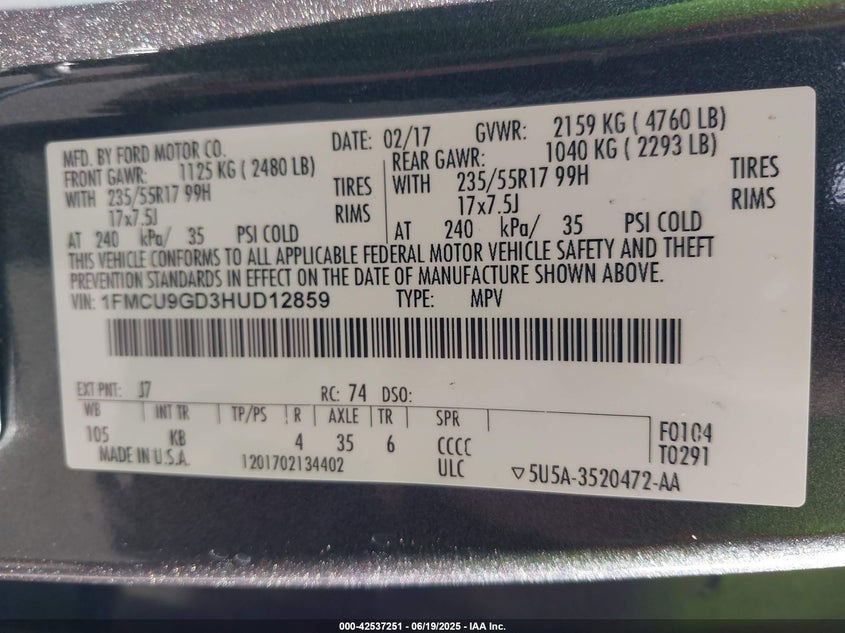 MFD. BY FORD MOTOR CO. DATE: 02/17 GVWR: 2159 KG ( 4760 LB)
FRONT GAWR: 1125 KG ( 2480 LB) REAR GAWR: 1040 KG ( 2293 LB)
WITH 235/55R17 99H TIRES WITH 235/55R17 99H TIRES
17x7.5J RIMS 17x7.5J RIMS
AT 240 kPa/ 35 PSI COLD AT 240 kPa/ 35 PSI COLD
THIS VEHICLE CONFORMS TO ALL APPLICABLE FEDERAL MOTOR VEHICLE SAFETY AND THEFT
PREVENTION STANDARDS IN EFFECT ON THE DATE OF MANUFACTURE SHOWN ABOVE.
VIN: 1FMCU9GD3HUD12859 TYPE: MPV
EXT PNT: J7 RC: 74 DSO:
WB INT TR TP/PS R AXLE TR SPR
105 KB 4 35 6 CCCC F0104
MADE IN U.S.A. 1201702134402 ULC T0291
▽5U5A-3520472-AA
000-42537251 | 06/19/2025 | IAA Inc.